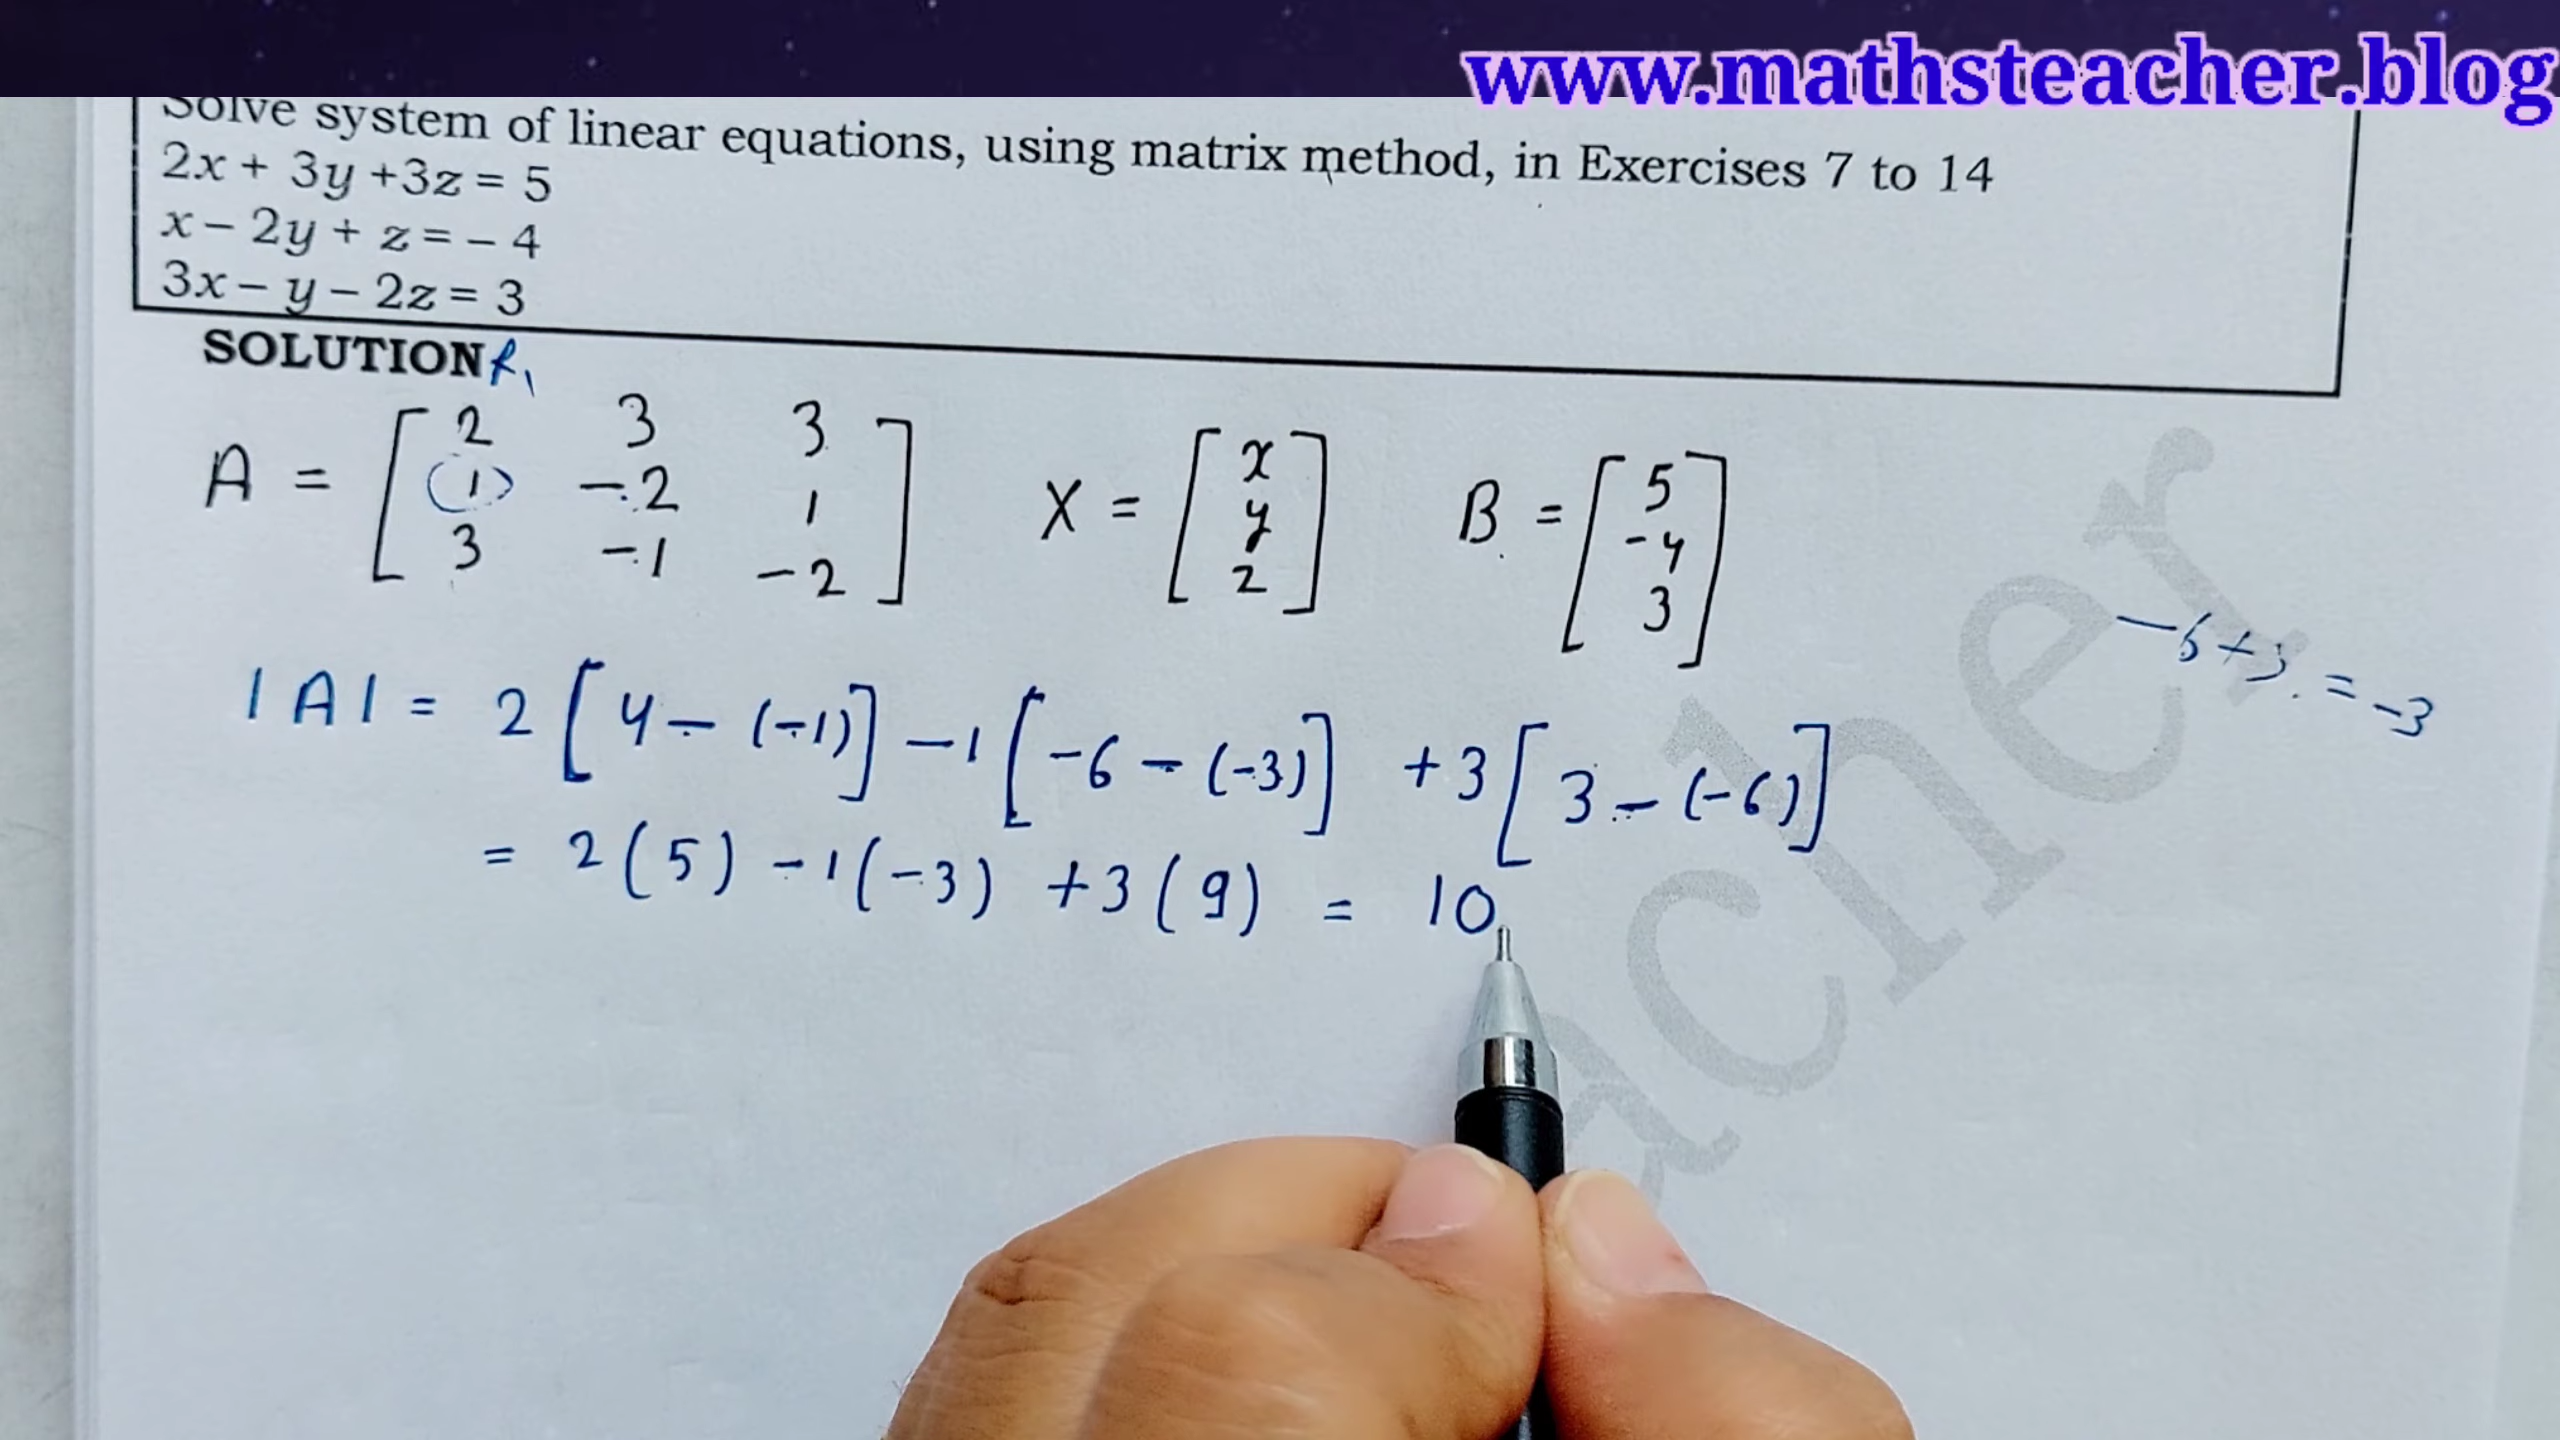 www.mathsteacher.blog
Solve system of linear equations, using matrix method, in Exercises 7 to 14
2x + 3y +3z = 5
x – 2y + z = – 4
3x – y – 2z = 3
SOLUTION R₁
A = [2 3 3
1 -2 1
3 -1 -2]
X = [x
y
z]
B = [5
-4
3]
-6+3 = -3
|A| = 2[4-(-1)] -1[-6-(-3)] +3[3-(-6)]
= 2(5) -1(-3) +3(9) = 10
acher